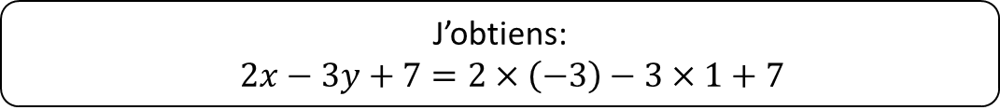 J’obtiens:
2𝑥 − 3𝑦 + 7 = 2 × (−3) − 3 × 1 + 7